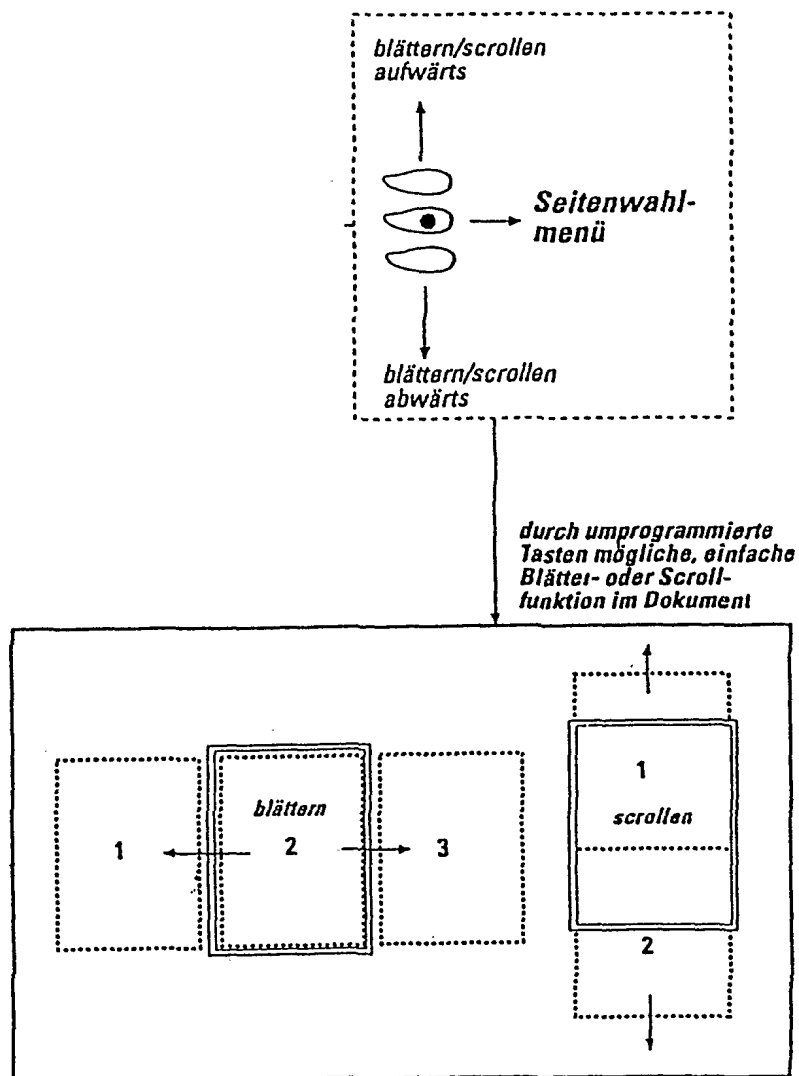 blättern/scrollen
aufwärts
Seitenwahl-
menü
blättern/scrollen
abwärts
durch umprogrammierte
Tasten mögliche, einfache
Blätter- oder Scroll-
funktion im Dokument
blättern
1
2
3
1
scrollen
2